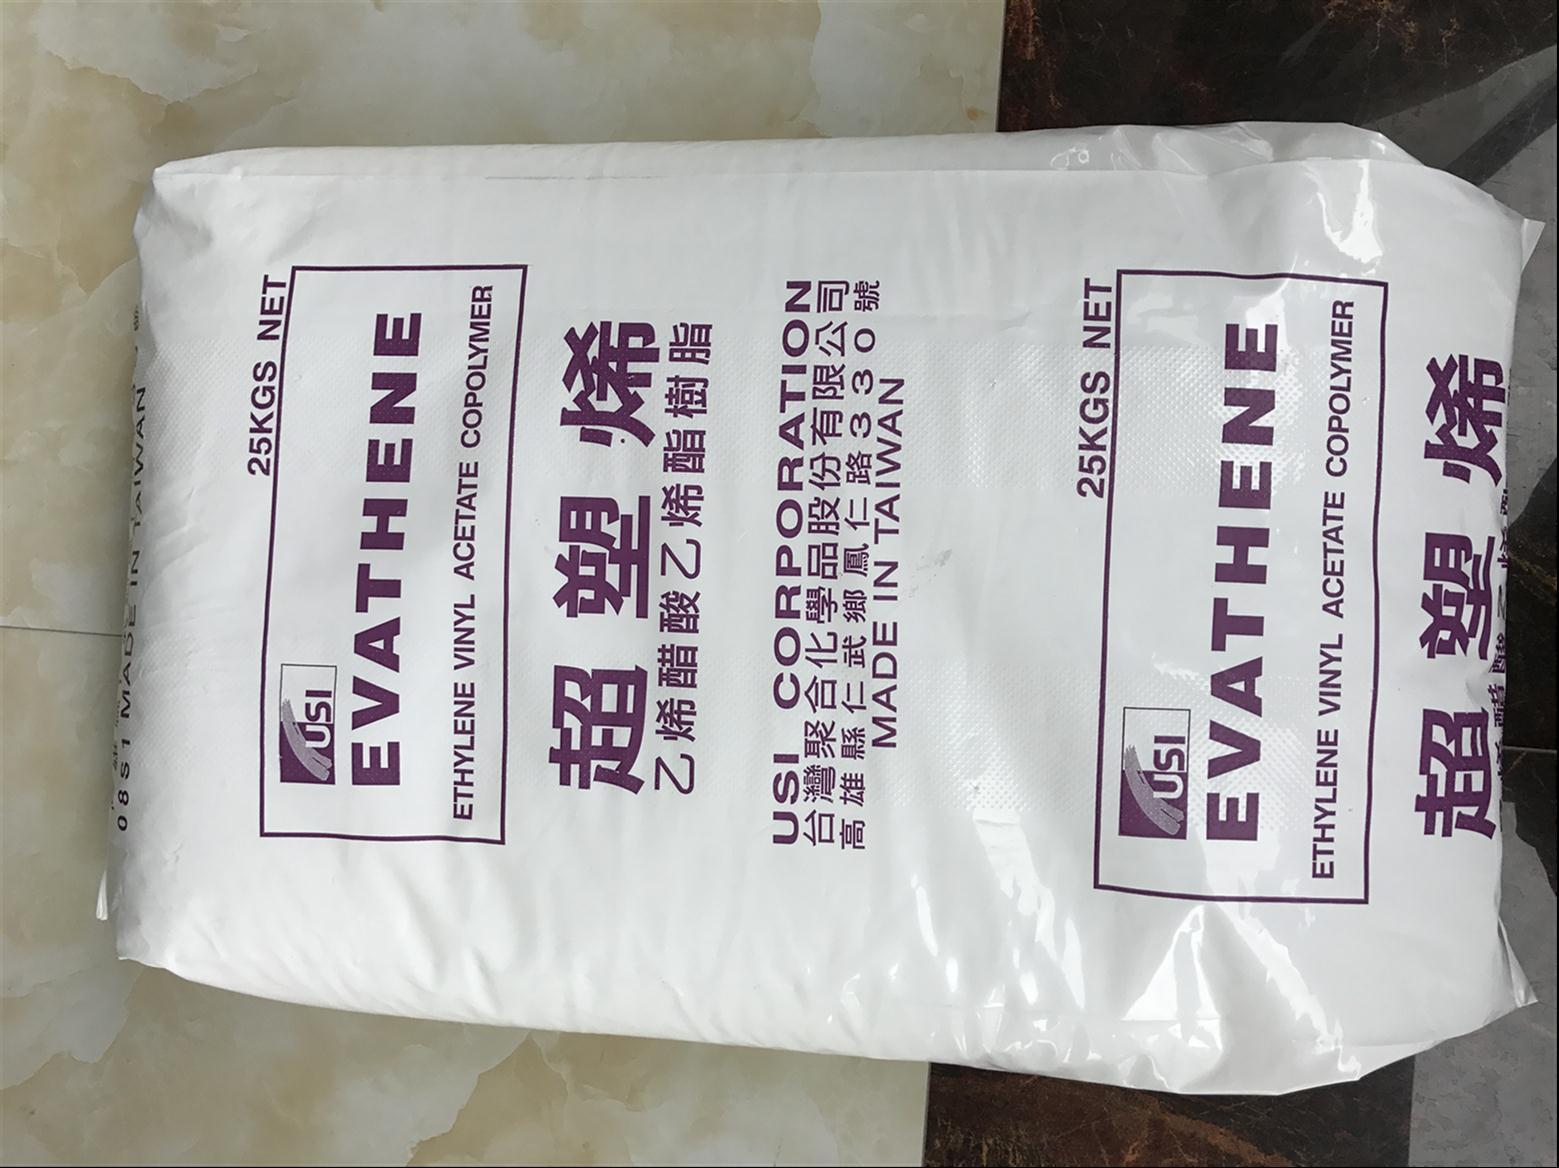 0 8 S 1 MADE IN TAIWAN
25KGS NET
USI
EVATHENE
ETHYLENE VINYL ACETATE COPOLYMER
超塑烯
乙烯醋酸乙烯酯樹脂
USI CORPORATION
台灣聚合化學品股份有限公司
高雄縣仁武鄉鳳仁路330號
MADE IN TAIWAN
25KGS NET
USI
EVATHENE
ETHYLENE VINYL ACETATE COPOLYMER
超塑烯